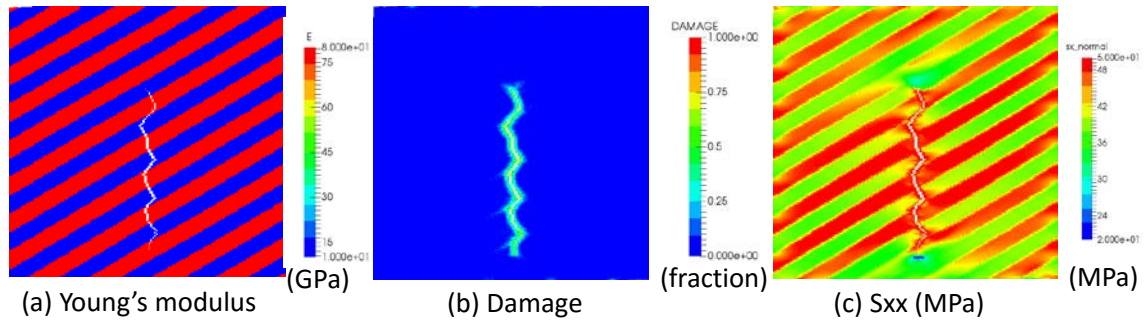 E
8.000e+01
75
60
45
30
15
1.000e+01
(GPa)
(a) Young’s modulus
DAMAGE
1.000e+00
0.75
0.5
0.25
0.000e+00
(fraction)
(b) Damage
sx_normal
5.000e+01
48
42
36
30
24
2.000e+01
(MPa)
(c) Sxx (MPa)